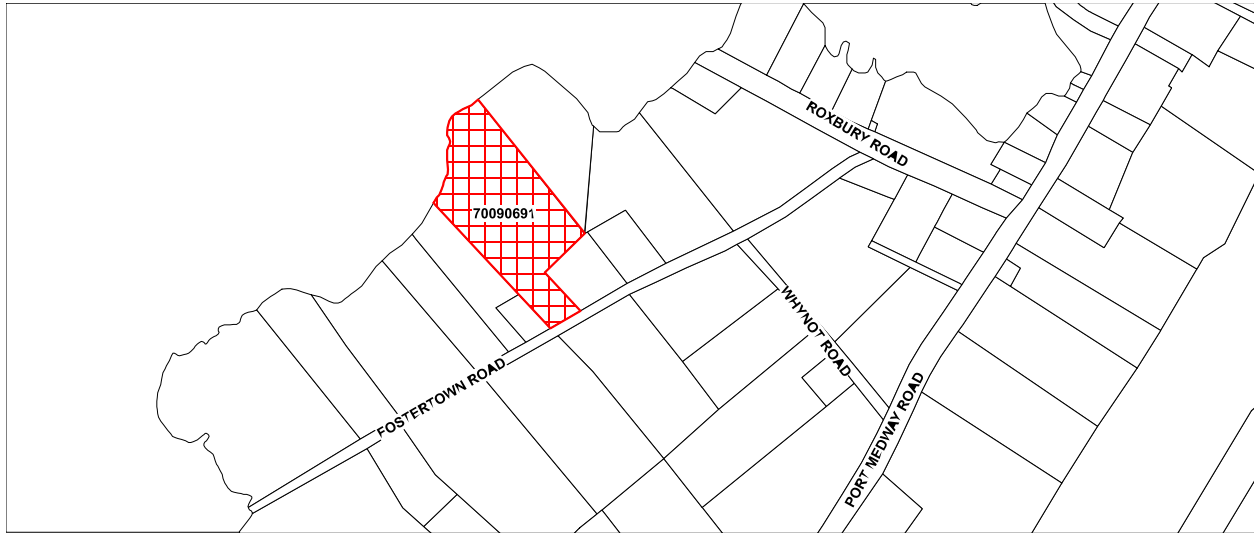 ROXBURY ROAD
70090691
WHYNOT ROAD
FOSTERTOWN ROAD
PORT MEDWAY ROAD